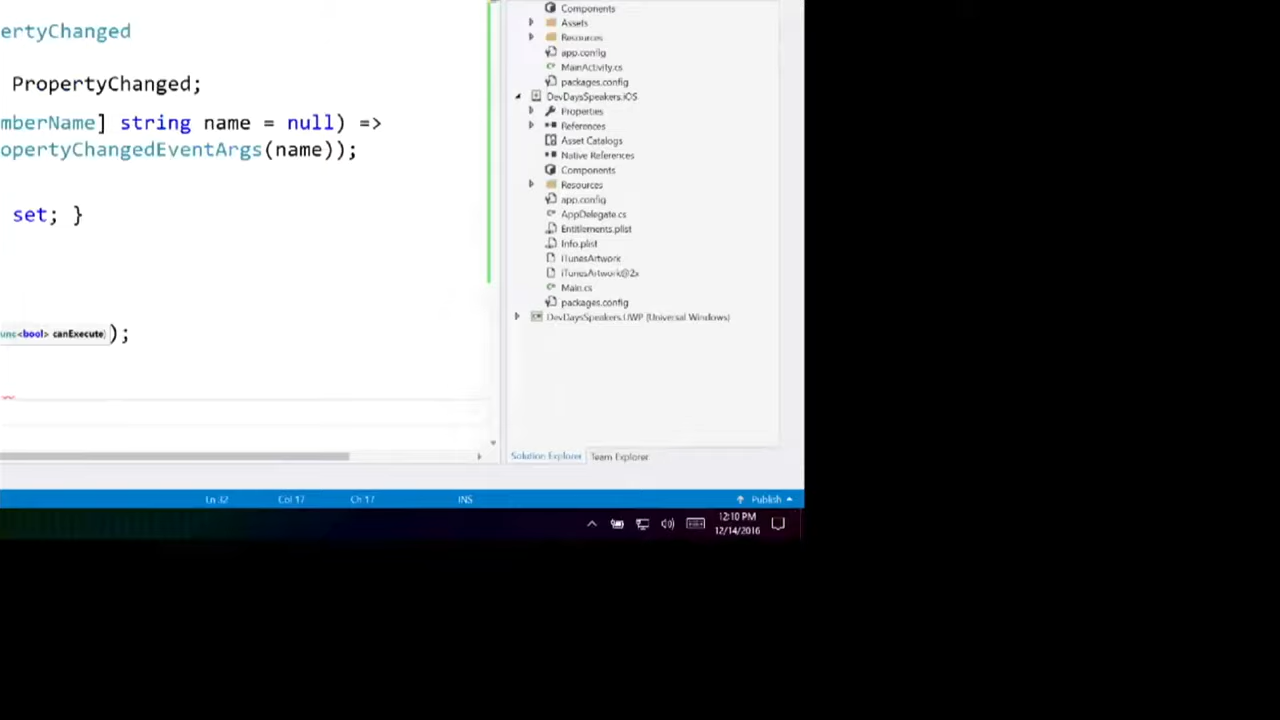 ertyChanged
PropertyChanged;
mberName] string name = null) =>
opertyChangedEventArgs(name));
set; }
unc<bool> canExecute)
);
Components
Assets
Resources
app.config
MainActivity.cs
packages.config
DevDaysSpeakers.iOS
Properties
References
Asset Catalogs
Native References
Components
Resources
app.config
AppDelegate.cs
Entitlements.plist
Info.plist
iTunesArtwork
iTunesArtwork@2x
Main.cs
packages.config
DevDaysSpeakers.UWP (Universal Windows)
Solution Explorer Team Explorer
Ln 32 Col 17 Ch 17 INS Publish
12:10 PM
12/14/2016